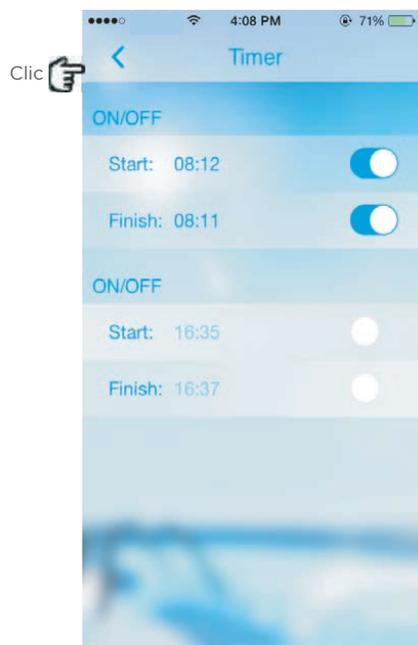 4:08 PM 71%
Clic
Timer
ON/OFF
Start: 08:12
Finish: 08:11
ON/OFF
Start: 16:35
Finish: 16:37